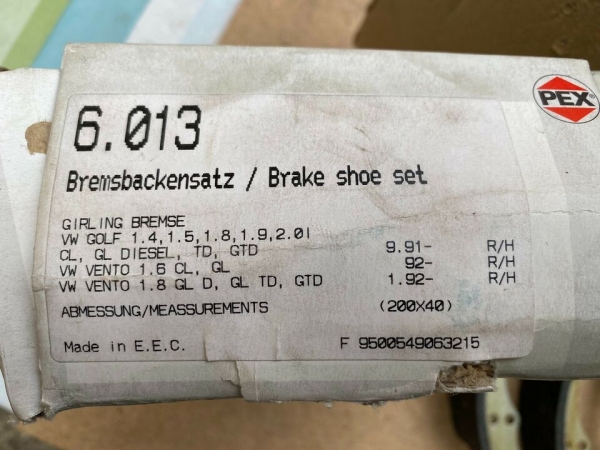 PEX
6.013
Bremsbackensatz / Brake shoe set
GIRLING BREMSE
VW GOLF 1.4,1.5,1.8,1.9,2.0l
CL, GL DIESEL, TD, GTD 9.91- R/H
VW VENTO 1.6 CL, GL 92- R/H
VW VENTO 1.8 GL D, GL TD, GTD 1.92- R/H
ABMESSUNG/MEASSUREMENTS (200X40)
Made in E.E.C. F 9500549063215